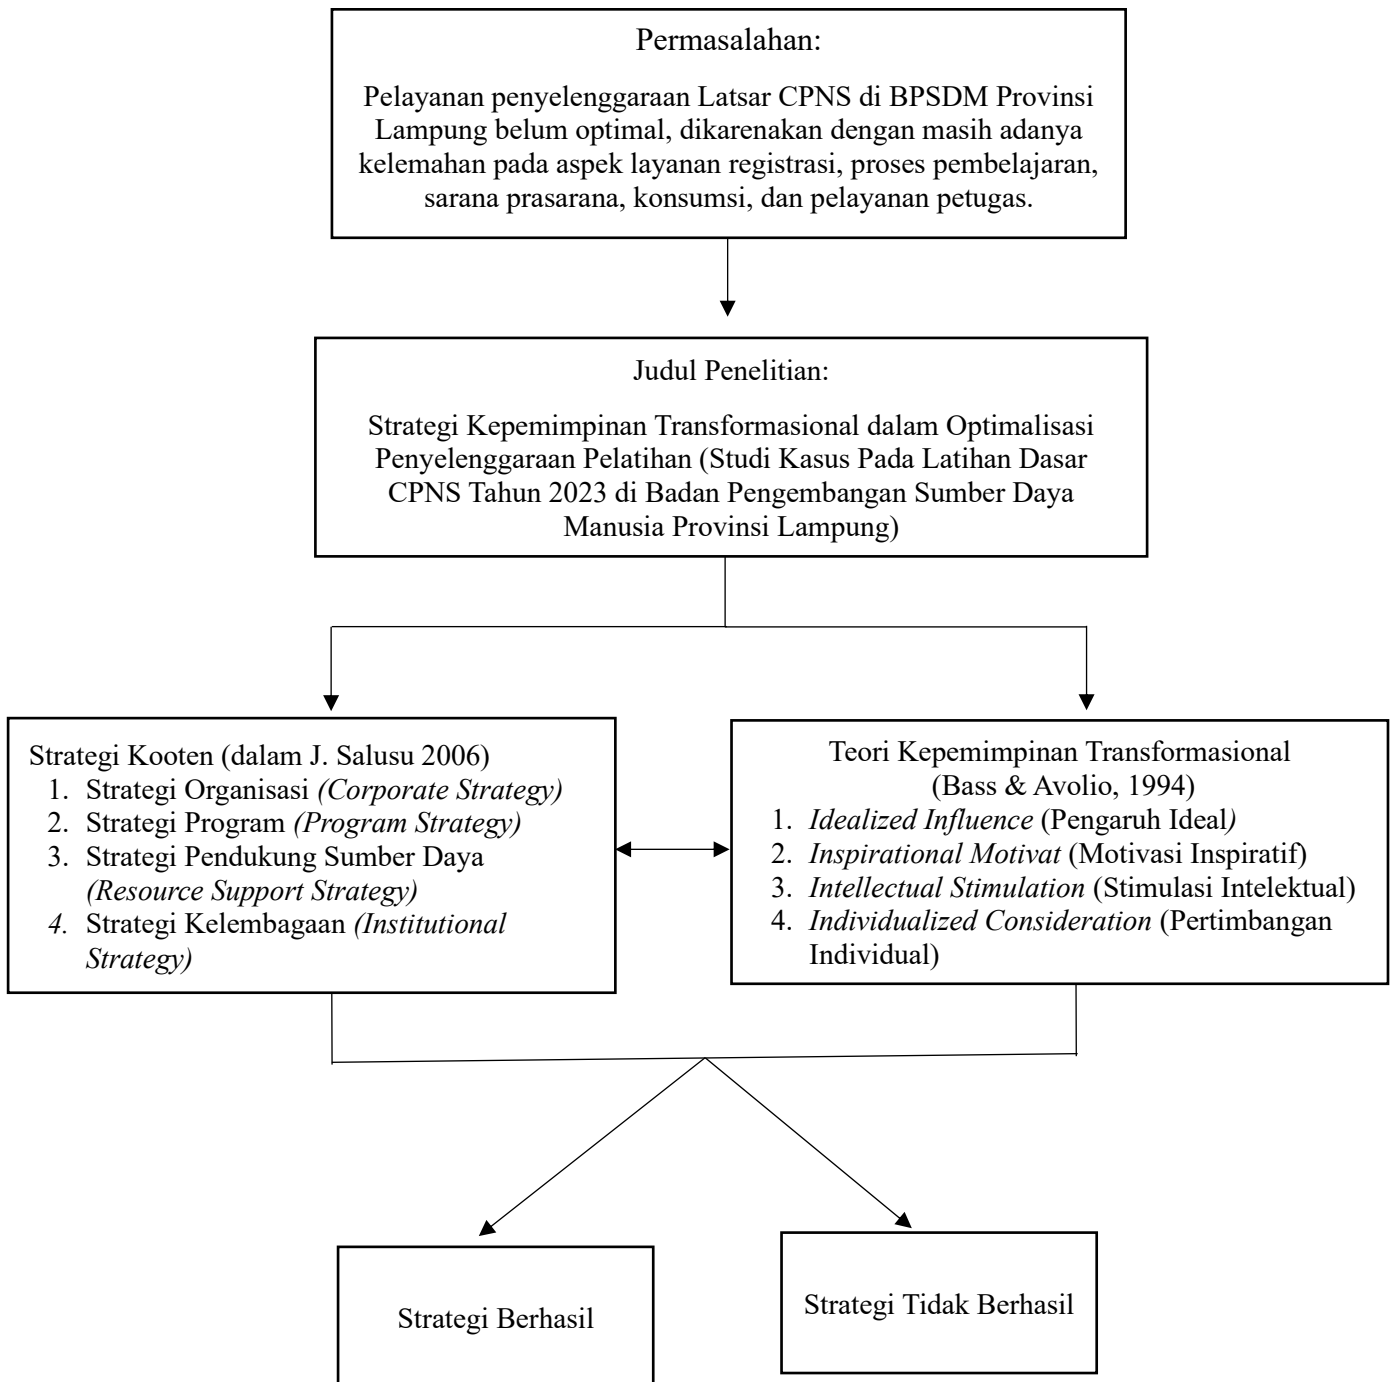 Permasalahan:
Pelayanan penyelenggaraan Latsar CPNS di BPSDM Provinsi
Lampung belum optimal, dikarenakan dengan masih adanya
kelemahan pada aspek layanan registrasi, proses pembelajaran,
sarana prasarana, konsumsi, dan pelayanan petugas.
Judul Penelitian:
Strategi Kepemimpinan Transformasional dalam Optimalisasi
Penyelenggaraan Pelatihan (Studi Kasus Pada Latihan Dasar
CPNS Tahun 2023 di Badan Pengembangan Sumber Daya
Manusia Provinsi Lampung)
Strategi Kooten (dalam J. Salusu 2006)
1. Strategi Organisasi (Corporate Strategy)
2. Strategi Program (Program Strategy)
3. Strategi Pendukung Sumber Daya
(Resource Support Strategy)
4. Strategi Kelembagaan (Institutional
Strategy)
Teori Kepemimpinan Transformasional
(Bass & Avolio, 1994)
1. Idealized Influence (Pengaruh Ideal)
2. Inspirational Motivat (Motivasi Inspiratif)
3. Intellectual Stimulation (Stimulasi Intelektual)
4. Individualized Consideration (Pertimbangan
Individual)
Strategi Berhasil
Strategi Tidak Berhasil